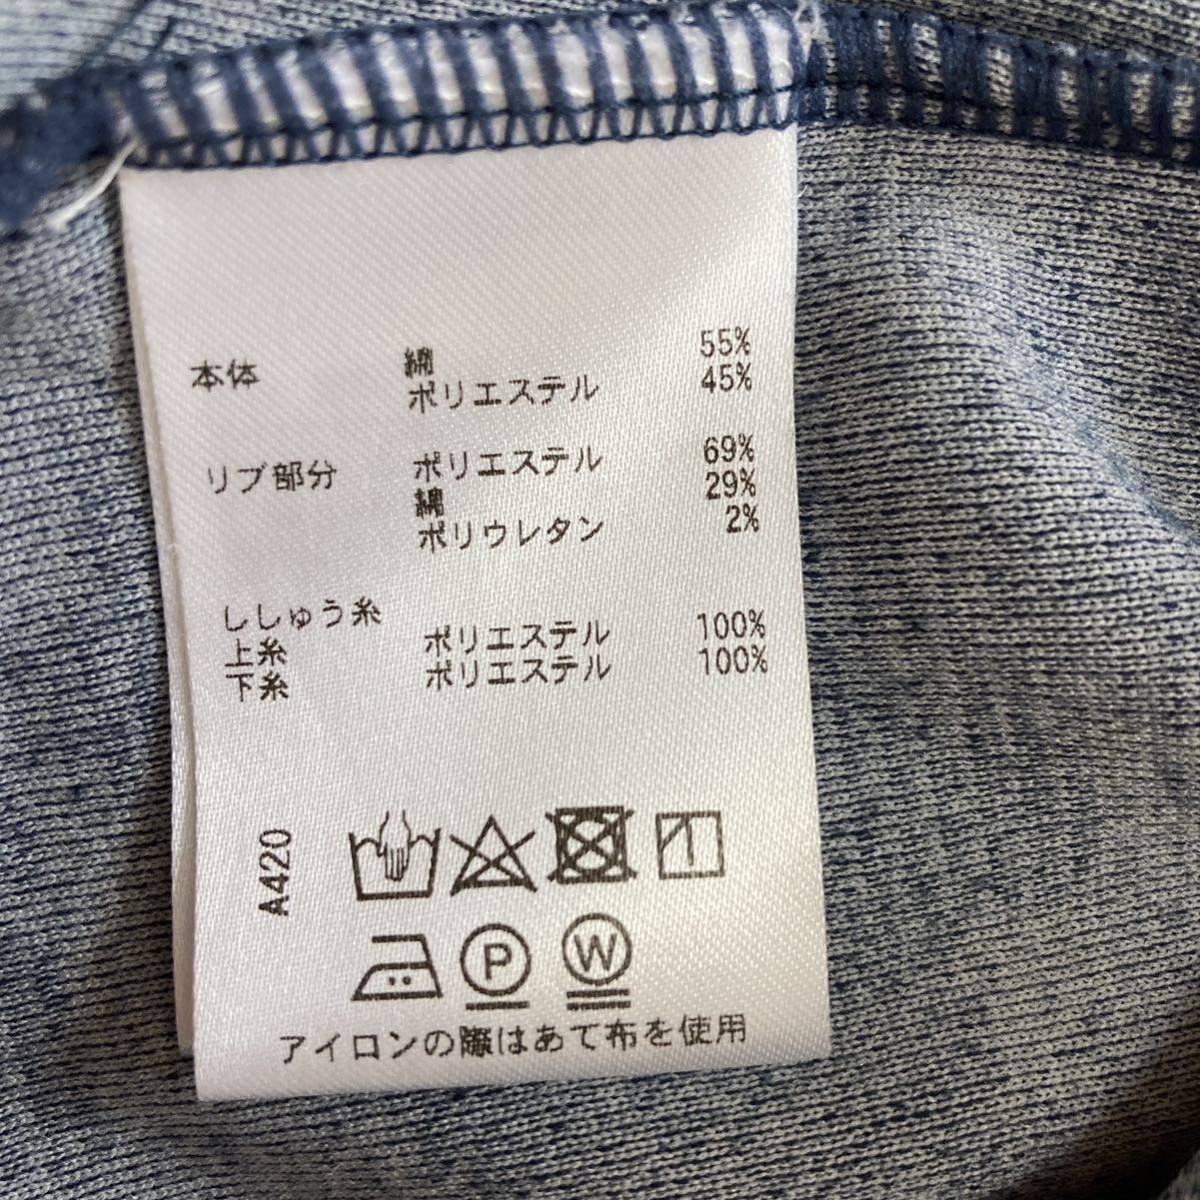 本体 綿 55%
ポリエステル 45%
リブ部分 ポリエステル 69%
綿 29%
ポリウレタン 2%
ししゅう糸
上糸 ポリエステル 100%
下糸 ポリエステル 100%
A420
P W
アイロンの際はあて布を使用